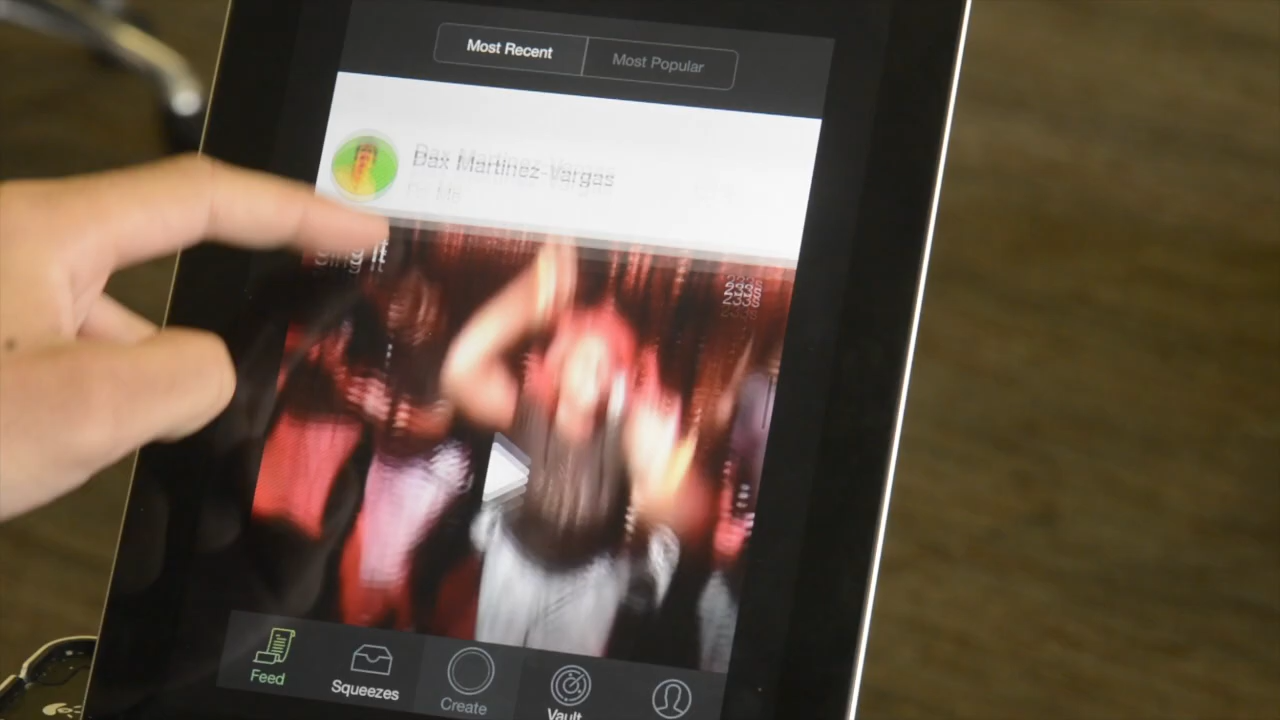 Most Recent
Most Popular
Dax Martinez-Vargas
Feed
Squeezes
Create
Vault